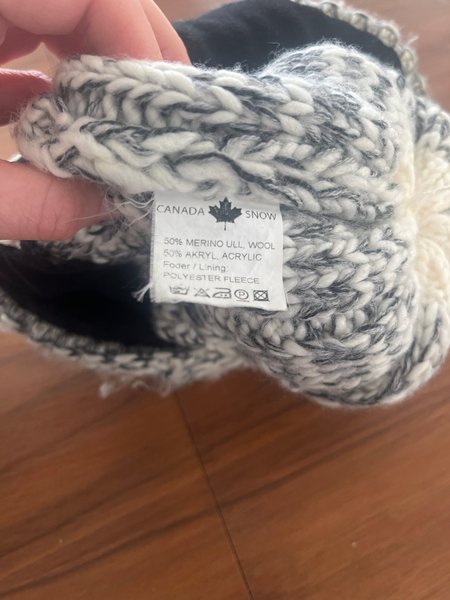 CANADA SNOW
50% MERINO ULL, WOOL
50% AKRYL, ACRYLIC
Foder / Lining:
POLYESTER FLEECE